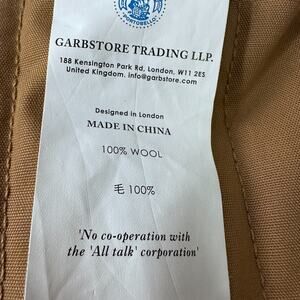 GARBSTORE TRADING LLP.
188 Kensington Park Rd, London, W11 2ES
United Kingdom. info@garbstore.com
Designed in London
MADE IN CHINA
100% WOOL
毛 100%
'No co-operation with
the 'All talk' corporation'